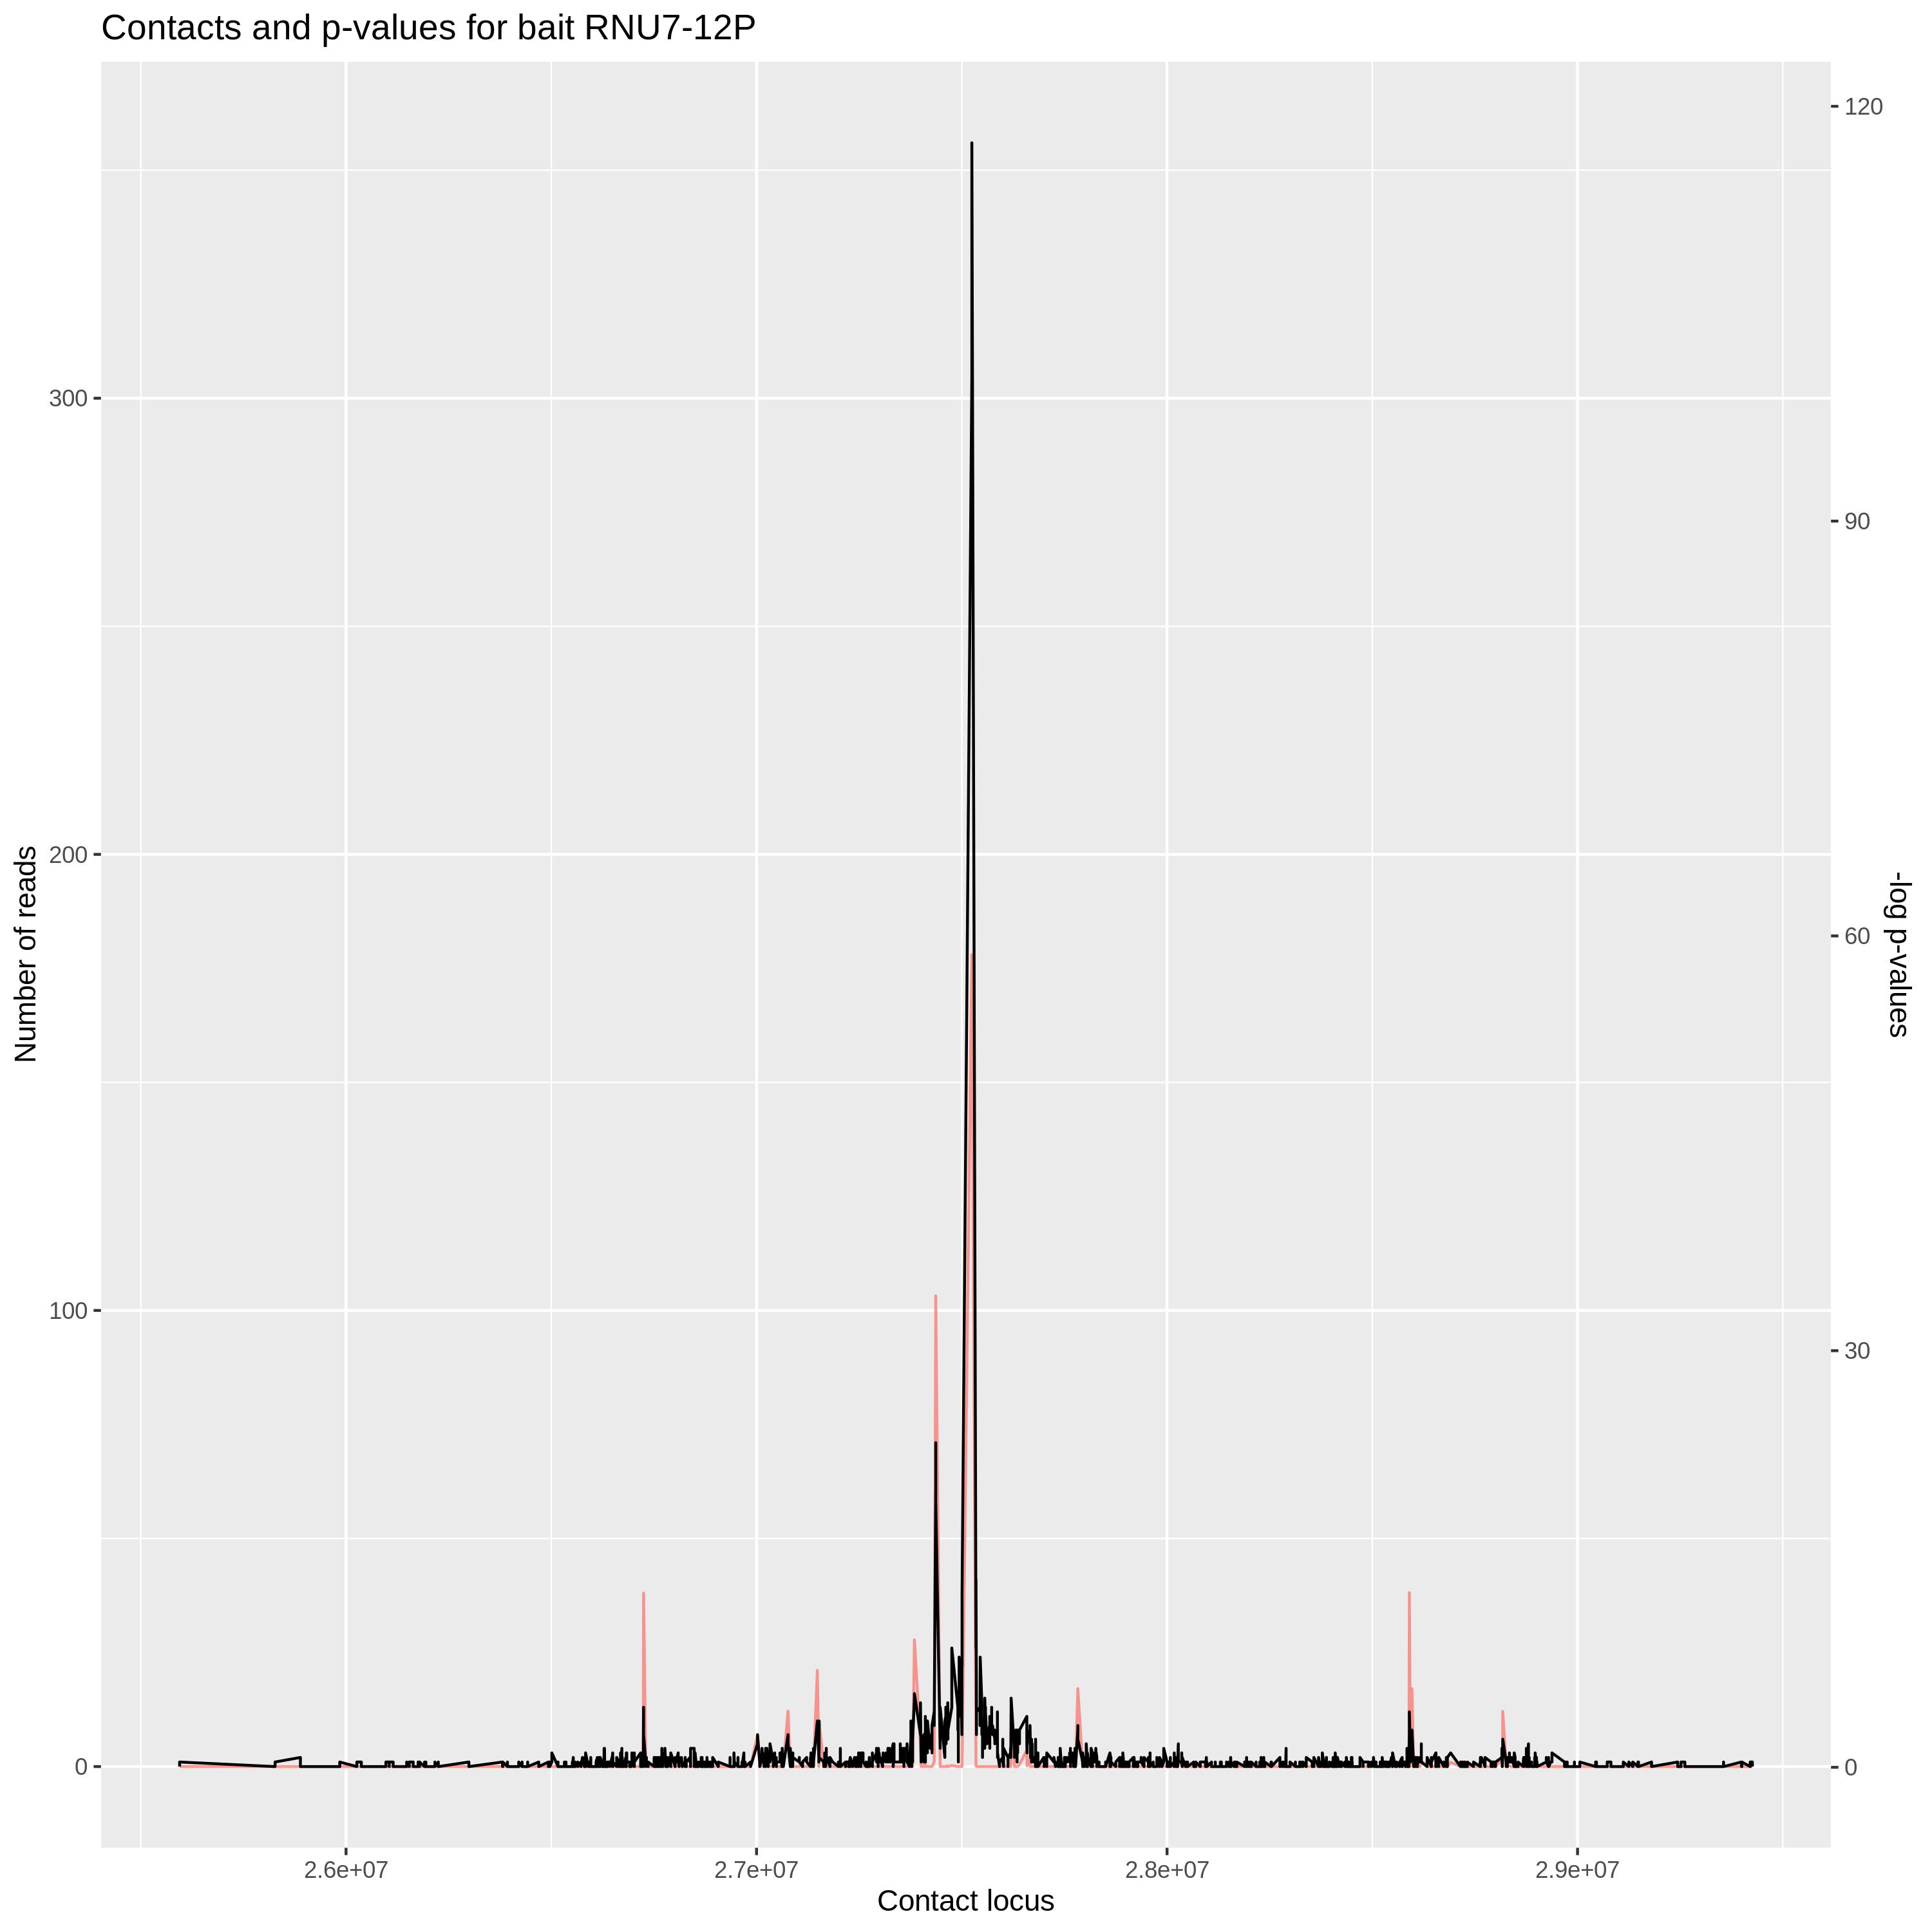 Contacts and p-values for bait RNU7-12P
120
300
90
200
60
100
30
0
0
Number of reads
-log p-values
2.6e+07
2.7e+07
2.8e+07
2.9e+07
Contact locus